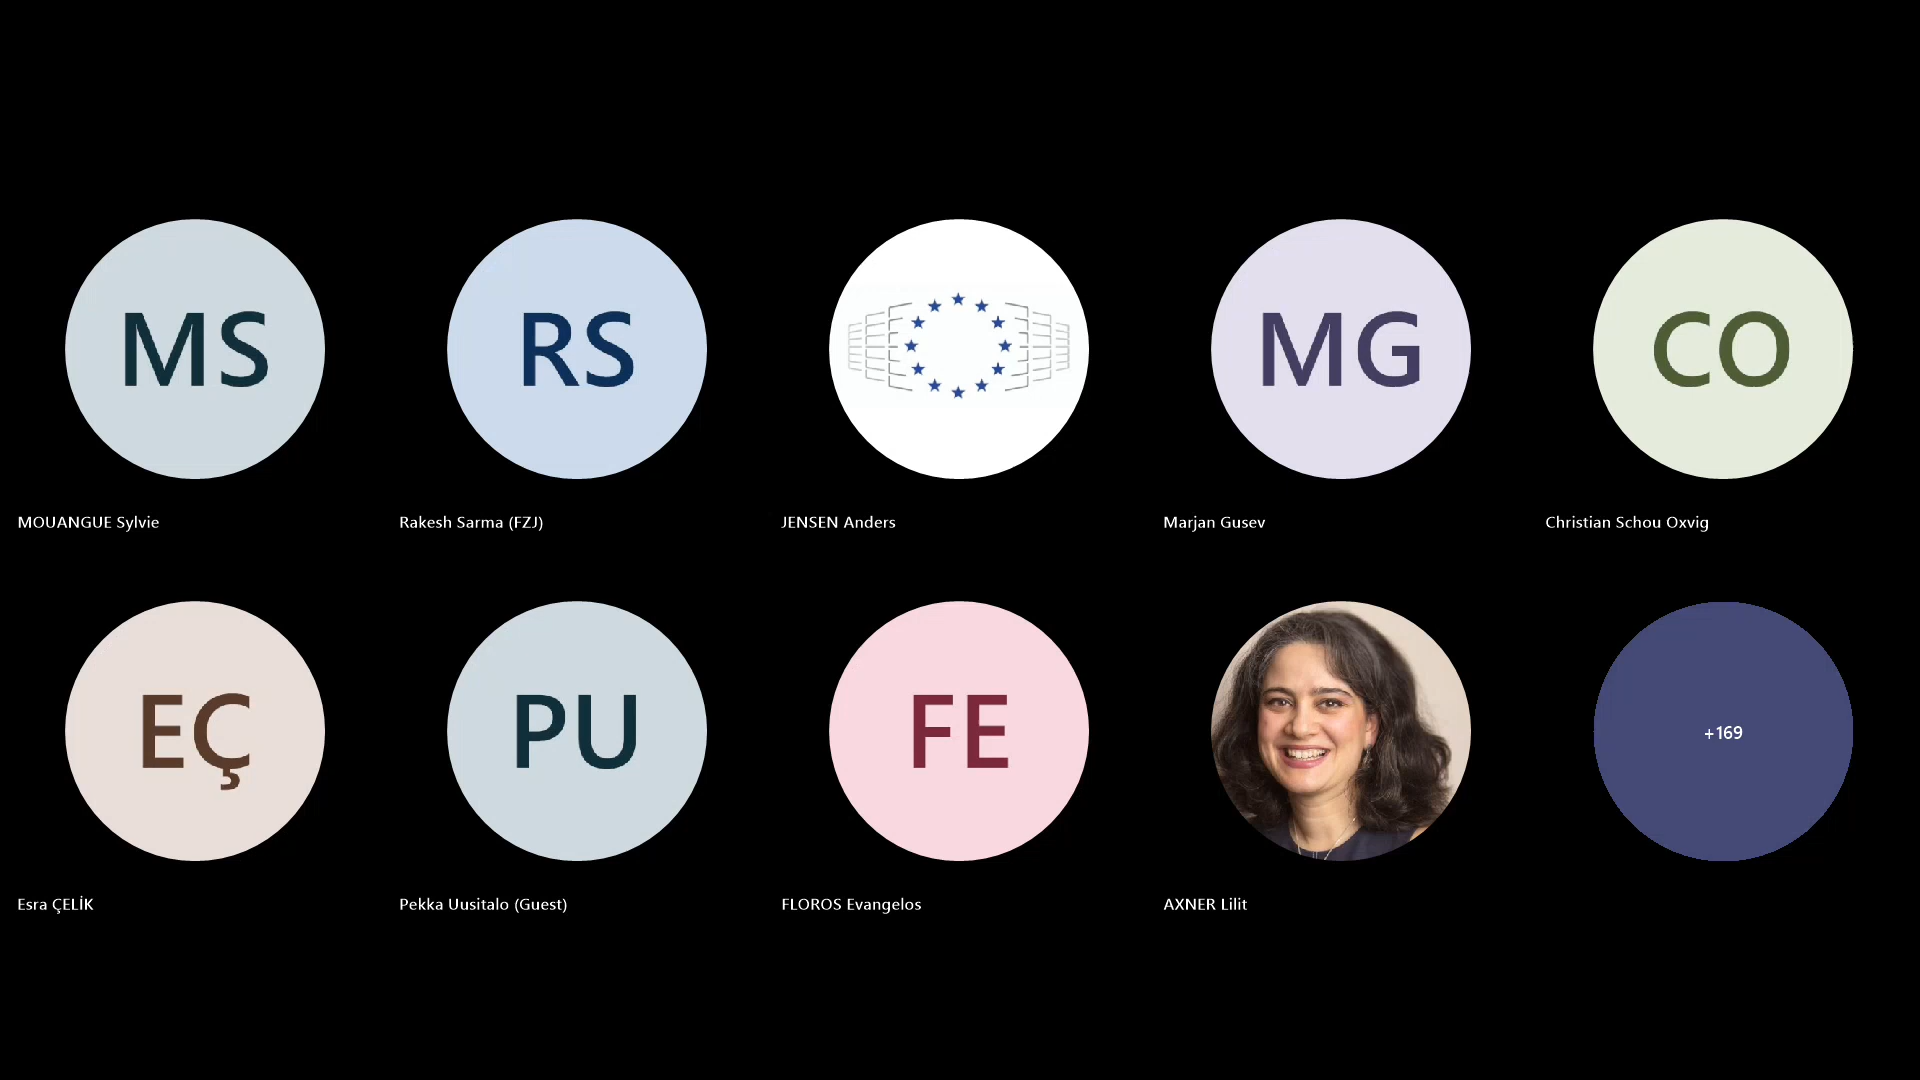 MS
RS
MG
CO
MOUANGUE Sylvie
Rakesh Sarma (FZJ)
JENSEN Anders
Marjan Gusev
Christian Schou Oxvig
EÇ
PU
FE
+169
Esra ÇELİK
Pekka Uusitalo (Guest)
FLOROS Evangelos
AXNER Lilit